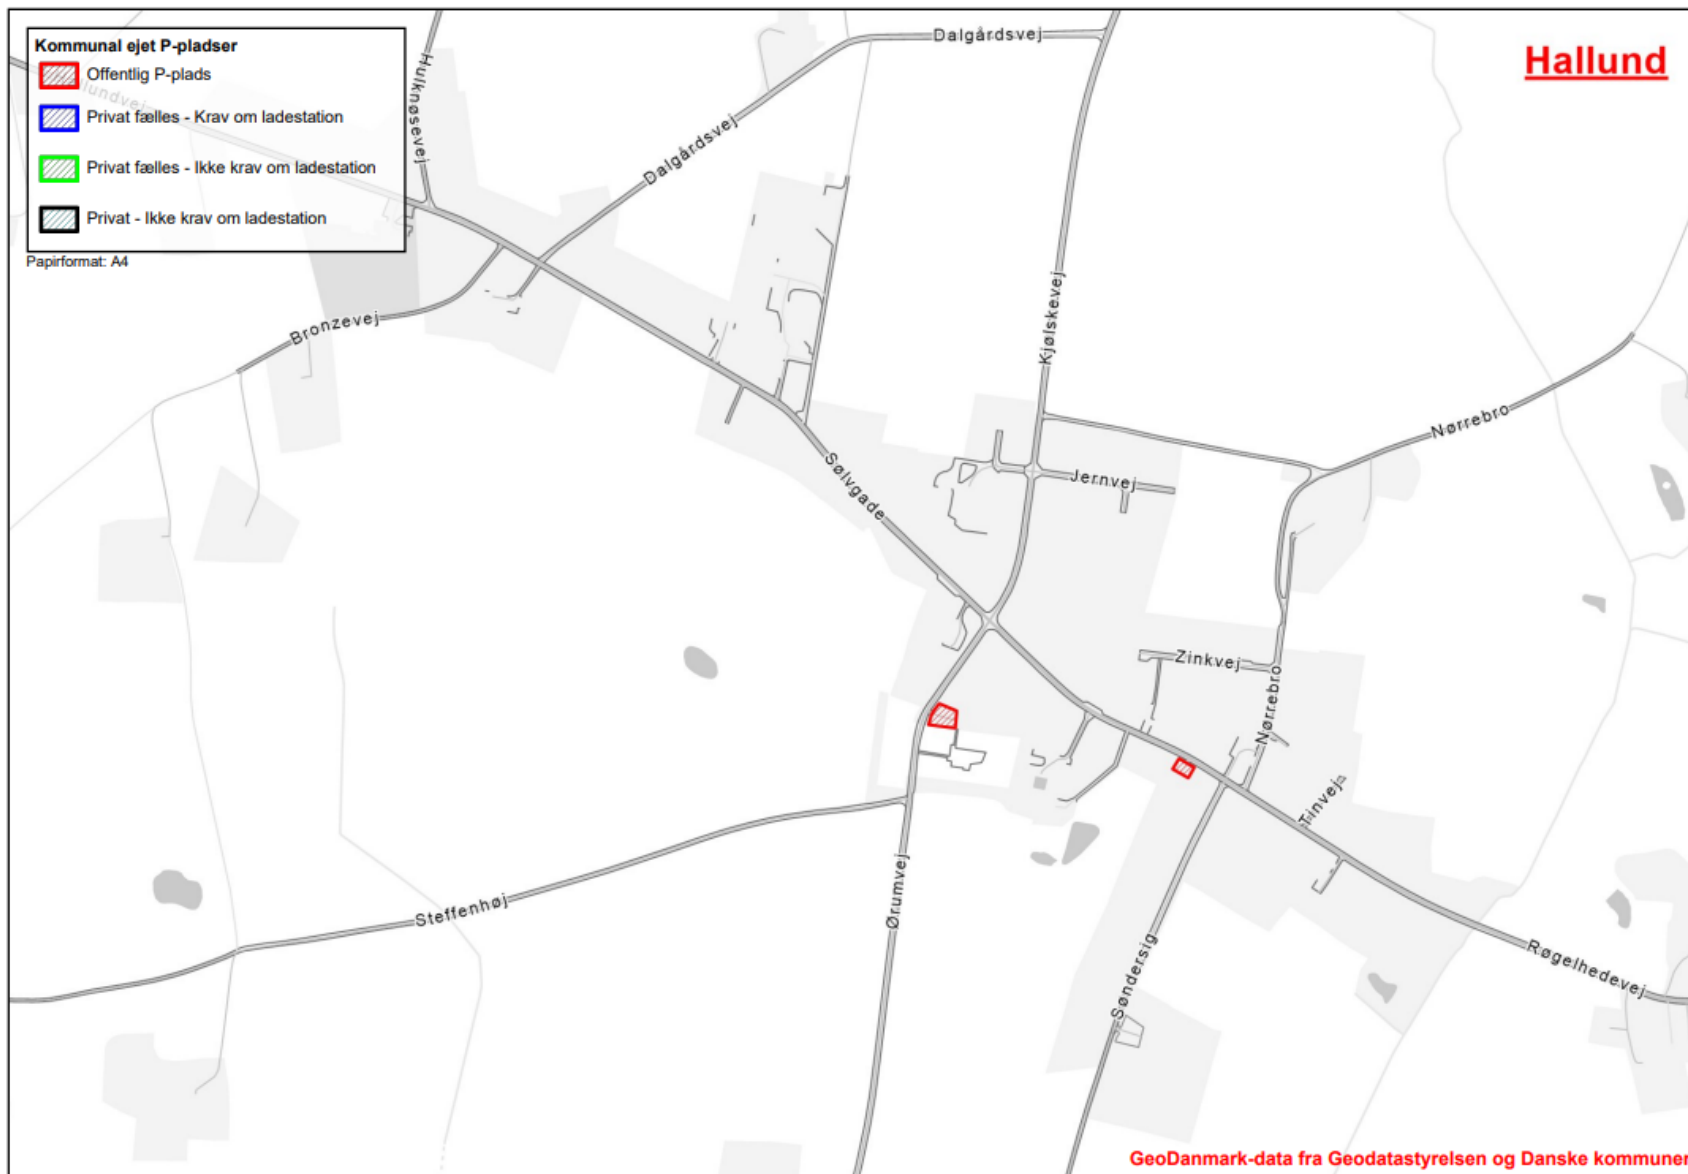 Kommunal ejet P-pladser
Offentlig P-plads
Privat fælles - Krav om ladestation
Privat fælles - Ikke krav om ladestation
Privat - Ikke krav om ladestation
Papirformat: A4
Hallund
Hulknøsevej
Dalgårdsvej
Dalgårdsvej
Bronzevej
Kjølskevej
Nørrebro
Sølvgade
Jernvej
Zinkvej
Nørrebro
Tinvej
Steffenhøj
Ørumvej
Søndersig
Røgelhedevej
GeoDanmark-data fra Geodatastyrelsen og Danske kommuner